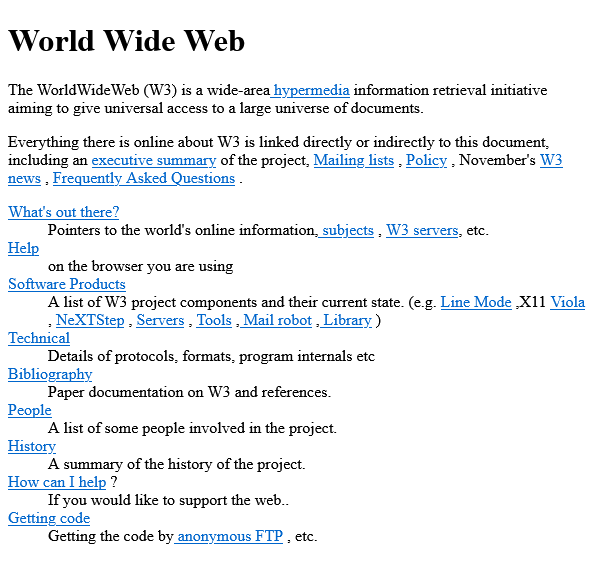 World Wide Web
The WorldWideWeb (W3) is a wide-area hypermedia information retrieval initiative
aiming to give universal access to a large universe of documents.
Everything there is online about W3 is linked directly or indirectly to this document,
including an executive summary of the project, Mailing lists , Policy , November's W3
news , Frequently Asked Questions .
What's out there?
Pointers to the world's online information, subjects , W3 servers, etc.
Help
on the browser you are using
Software Products
A list of W3 project components and their current state. (e.g. Line Mode ,X11 Viola
, NeXTStep , Servers , Tools , Mail robot , Library )
Technical
Details of protocols, formats, program internals etc
Bibliography
Paper documentation on W3 and references.
People
A list of some people involved in the project.
History
A summary of the history of the project.
How can I help ?
If you would like to support the web..
Getting code
Getting the code by anonymous FTP , etc.